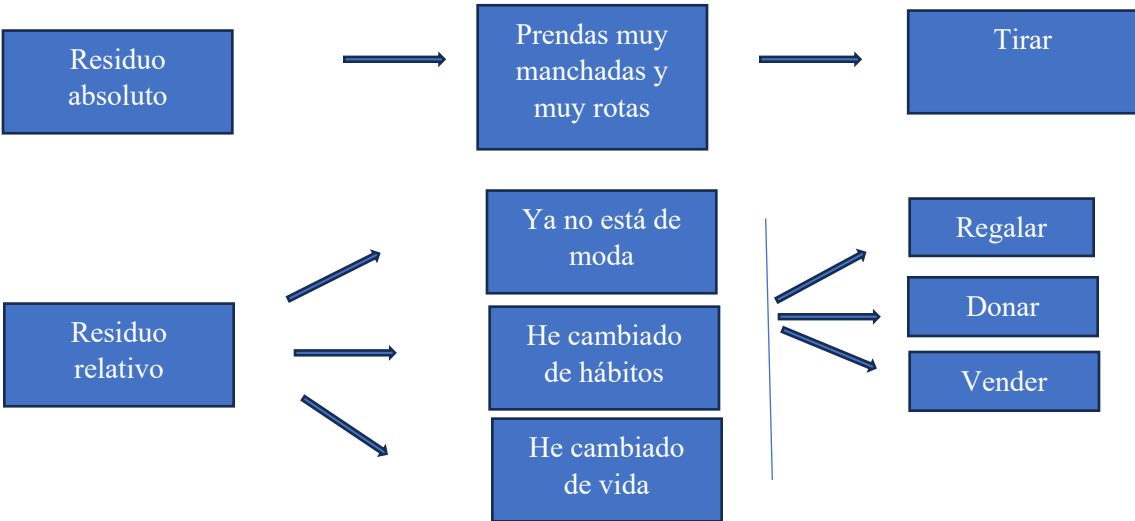 Residuo
absoluto
Prendas muy
manchadas y
muy rotas
Tirar
Residuo
relativo
Ya no está de
moda
He cambiado
de hábitos
He cambiado
de vida
Regalar
Donar
Vender